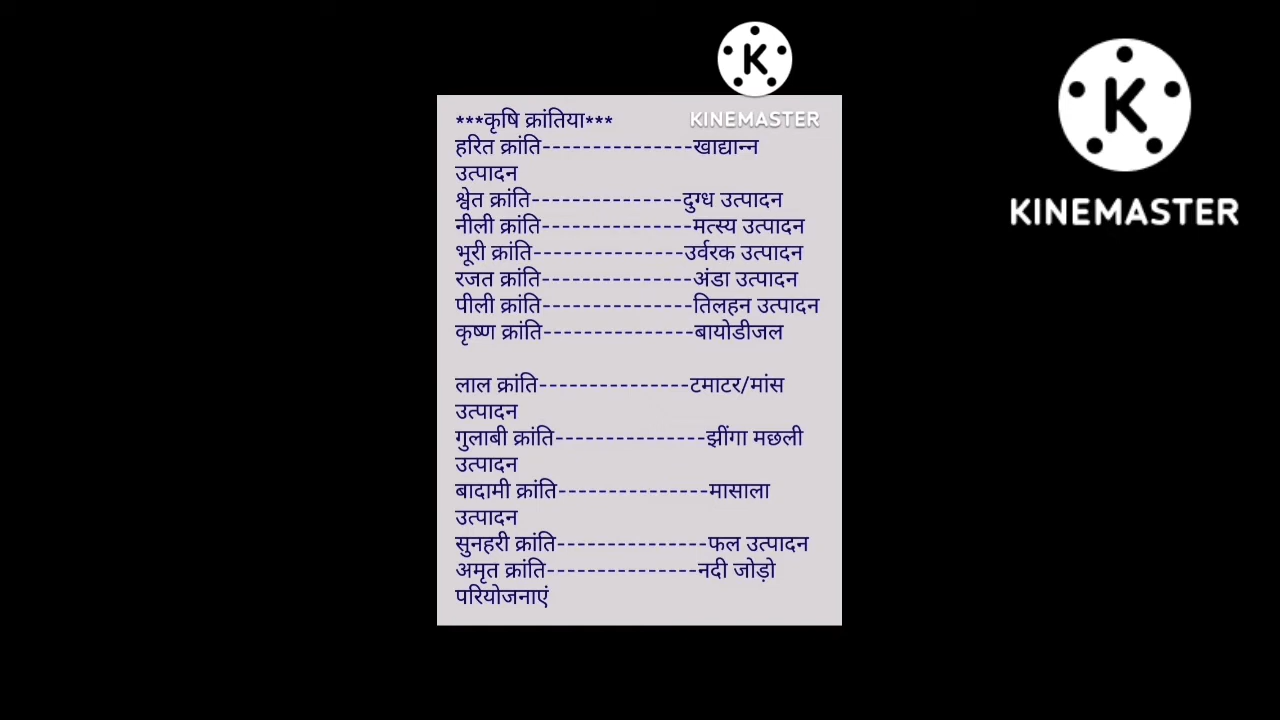 K
KINEMASTER
K
KINEMASTER
***कृषि क्रांतिया***
हरित क्रांति---------------खाद्यान्न
उत्पादन
श्वेत क्रांति---------------दुग्ध उत्पादन
नीली क्रांति---------------मत्स्य उत्पादन
भूरी क्रांति---------------उर्वरक उत्पादन
रजत क्रांति---------------अंडा उत्पादन
पीली क्रांति---------------तिलहन उत्पादन
कृष्ण क्रांति---------------बायोडीजल
लाल क्रांति---------------टमाटर/मांस
उत्पादन
गुलाबी क्रांति---------------झींगा मछली
उत्पादन
बादामी क्रांति---------------मासाला
उत्पादन
सुनहरी क्रांति---------------फल उत्पादन
अमृत क्रांति---------------नदी जोड़ो
परियोजनाएं